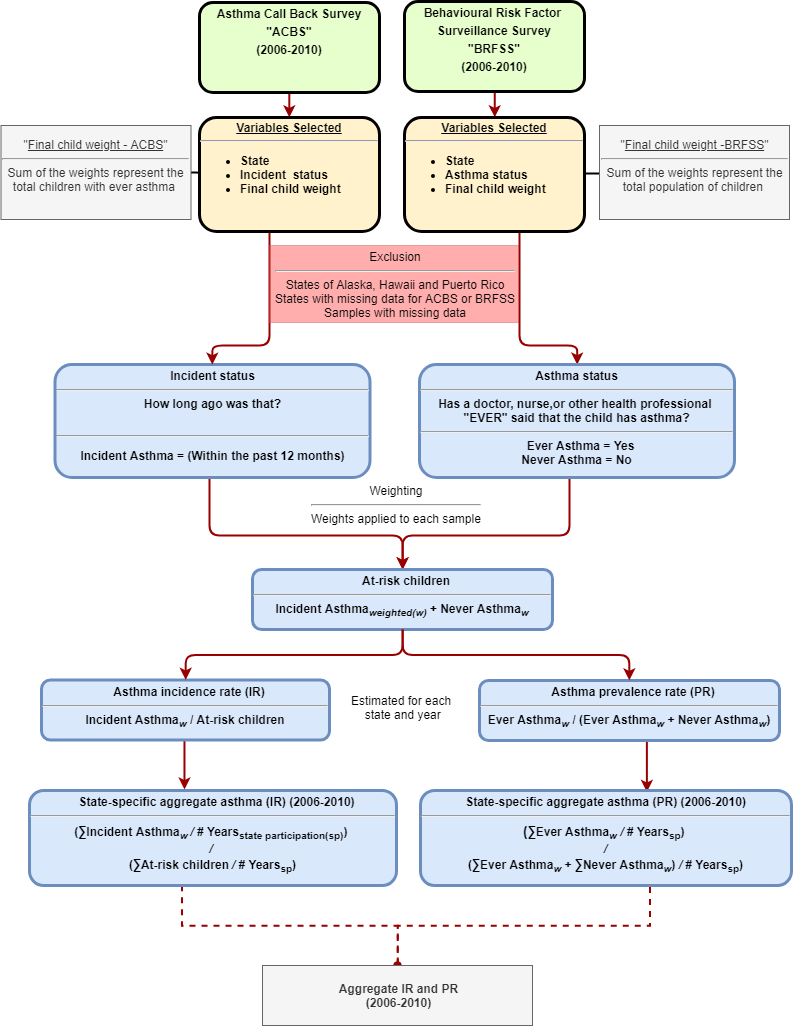 Asthma Call Back Survey
"ACBS"
(2006-2010)
Behavioural Risk Factor
Surveillance Survey
"BRFSS"
(2006-2010)
"Final child weight - ACBS"
Sum of the weights represent the
total children with ever asthma
Variables Selected
• State
• Incident  status
• Final child weight
Variables Selected
• State
• Asthma status
• Final child weight
"Final child weight -BRFSS"
Sum of the weights represent the
total population of children
Exclusion
States of Alaska, Hawaii and Puerto Rico
States with missing data for ACBS or BRFSS
Samples with missing data
Incident status
How long ago was that?
Incident Asthma = (Within the past 12 months)
Asthma status
Has a doctor, nurse,or other health professional
"EVER" said that the child has asthma?
Ever Asthma = Yes
Never Asthma = No
Weighting
Weights applied to each sample
At-risk children
Incident Asthmaweighted(w) + Never Asthmaw
Asthma incidence rate (IR)
Incident Asthmaw / At-risk children
Estimated for each
state and year
Asthma prevalence rate (PR)
Ever Asthmaw / (Ever Asthmaw + Never Asthmaw)
State-specific aggregate asthma (IR) (2006-2010)
(∑Incident Asthmaw / # Yearsstate participation(sp))
/
(∑At-risk children / # Yearssp)
State-specific aggregate asthma (PR) (2006-2010)
(∑Ever Asthmaw / # Yearssp)
/
(∑Ever Asthmaw + ∑Never Asthmaw) / # Yearssp)
Aggregate IR and PR
(2006-2010)